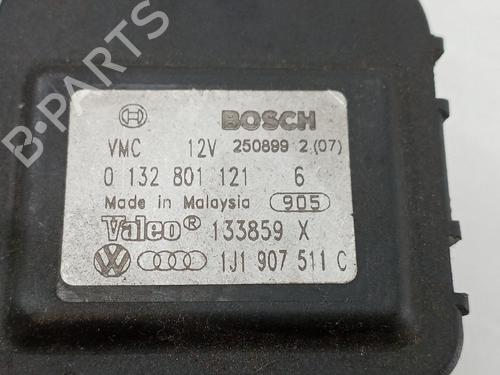 B-PARTS
BOSCH
VMC 12V 250899 2 (07)
0 132 801 121 6
Made in Malaysia 905
Valeo® 133859 X
1J1 907 511 C